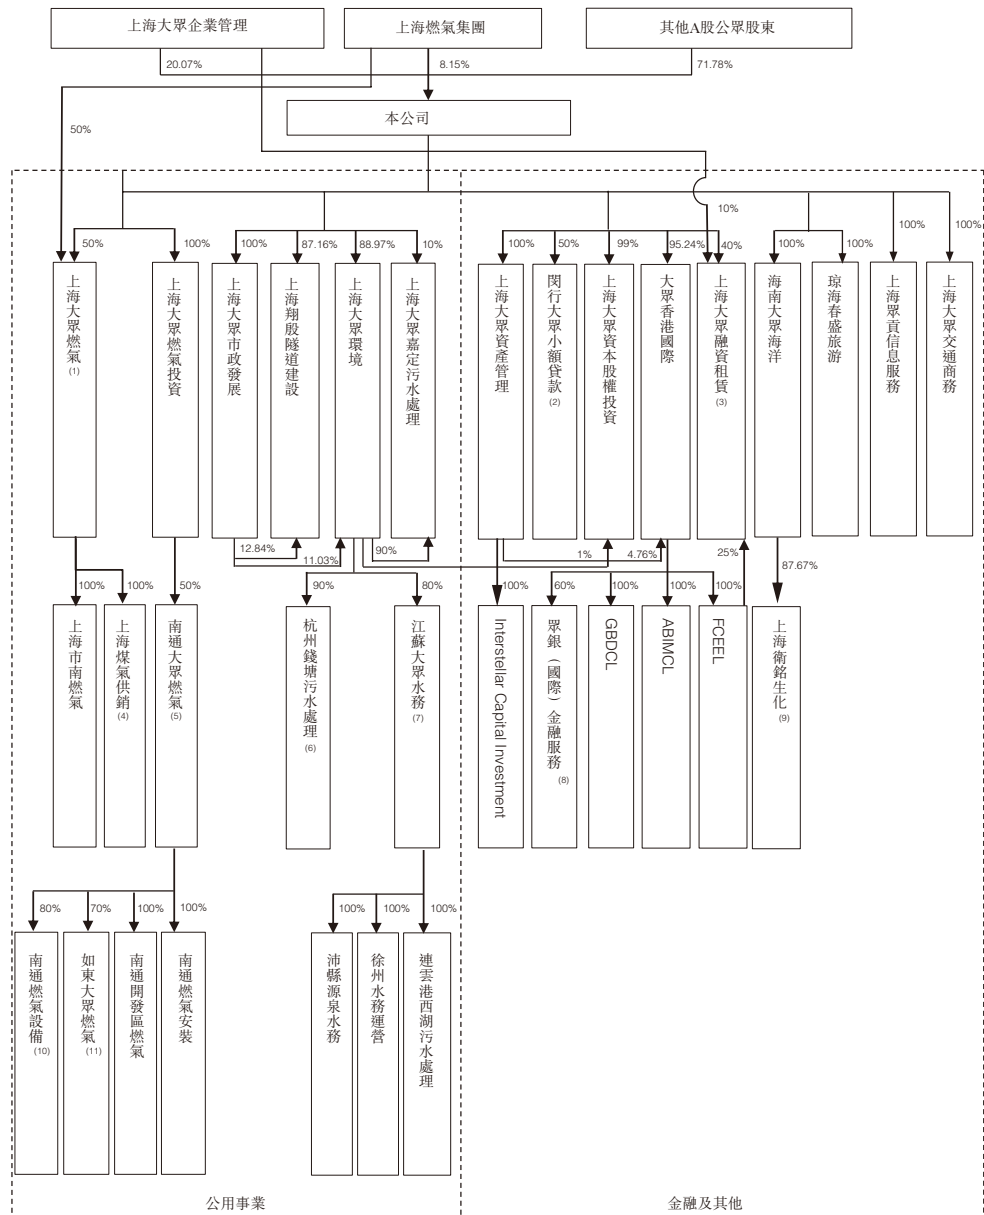 上海大眾企業管理
上海燃氣集團
其他A股公眾股東
20.07%
8.15%
71.78%
本公司
50%
10%
50%
100%
100%
87.16%
88.97%
10%
100%
50%
99%
95.24%
40%
100%
100%
100%
100%
上海大眾燃氣
(1)
上海大眾燃氣投資
上海大眾市政發展
上海翔殷隧道建設
上海大眾環境
上海大眾嘉定污水處理
上海大眾資產管理
閔行大眾小額貸款
(2)
上海大眾資本股權投資
大眾香港國際
上海大眾融資租賃
(3)
海南大眾海洋
琼海春盛旅游
上海眾貢信息服務
上海大眾交通商務
12.84%
11.03%
90%
1%
4.76%
25%
87.67%
100%
100%
50%
90%
80%
100%
60%
100%
100%
100%
上海市南燃氣
上海煤氣供銷
(4)
南通大眾燃氣
(5)
杭州錢塘污水處理
(6)
江蘇大眾水務
(7)
Interstellar Capital Investment
眾銀（國際）金融服務
(8)
GBDCL
ABIMCL
FCEEL
上海衛銘生化
(9)
80%
70%
100%
100%
100%
100%
100%
南通燃氣設備
(10)
如東大眾燃氣
(11)
南通開發區燃氣
南通燃氣安裝
沛縣源泉水務
徐州水務運營
連雲港西湖污水處理
公用事業
金融及其他